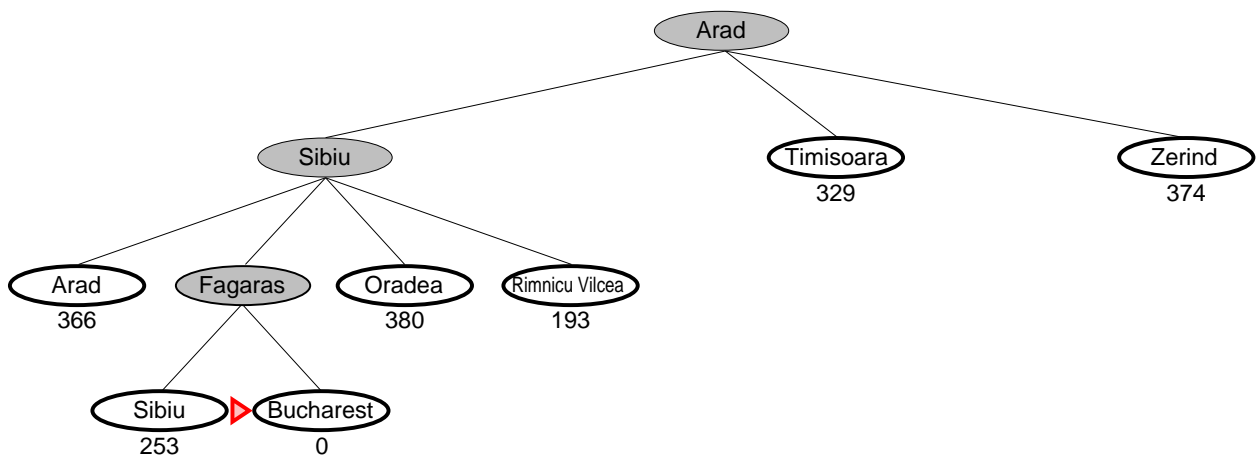 Arad
Sibiu
Timisoara
Zerind
329
374
Arad
Fagaras
Oradea
Rimnicu Vilcea
366
380
193
Sibiu
Bucharest
253
0